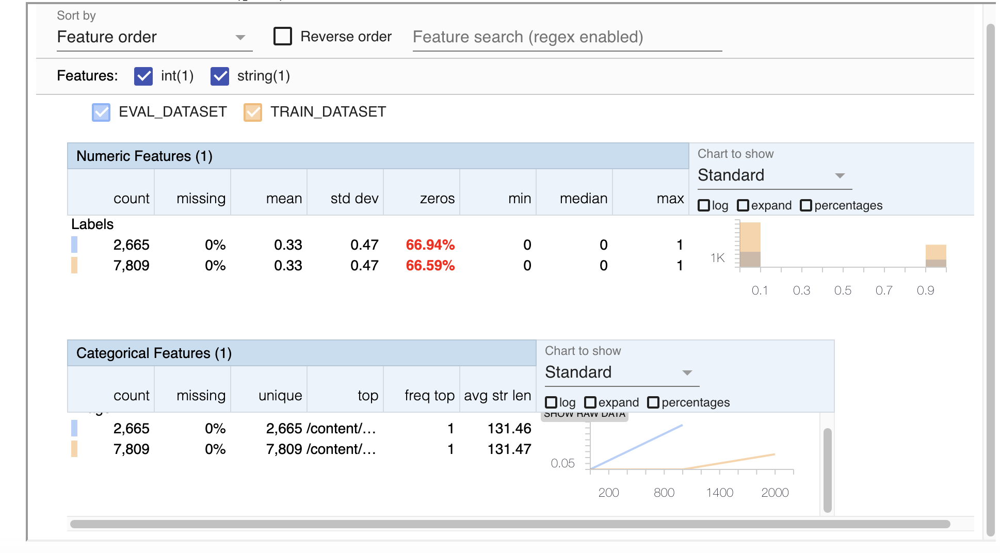 Sort by
Feature order
Reverse order
Feature search (regex enabled)
Features: int(1) string(1)
EVAL_DATASET TRAIN_DATASET
Numeric Features (1)
Chart to show
Standard
count missing mean std dev zeros min median max
log expand percentages
Labels
2,665 0% 0.33 0.47 66.94% 0 0 1
7,809 0% 0.33 0.47 66.59% 0 0 1
1K
0.1 0.3 0.5 0.7 0.9
Categorical Features (1)
Chart to show
Standard
count missing unique top freq top avg str len
log expand percentages
SHOW RAW DATA
2,665 0% 2,665 /content/... 1 131.46
7,809 0% 7,809 /content/... 1 131.47
0.05
200 800 1400 2000